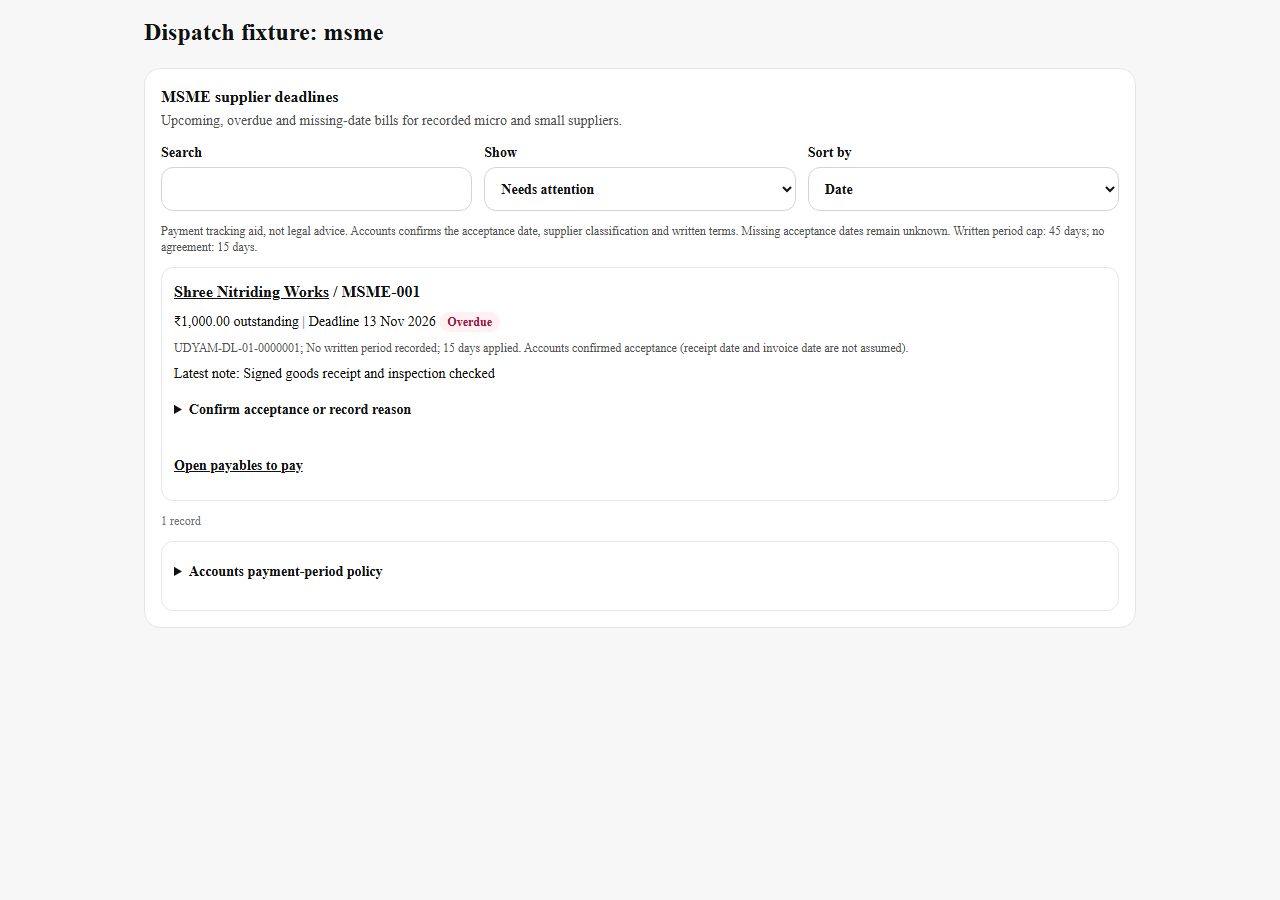 Dispatch fixture: msme
MSME supplier deadlines
Upcoming, overdue and missing-date bills for recorded micro and small suppliers.
Search
Show
Sort by
Needs attention
Date
Payment tracking aid, not legal advice. Accounts confirms the acceptance date, supplier classification and written terms. Missing acceptance dates remain unknown. Written period cap: 45 days; no
agreement: 15 days.
Shree Nitriding Works / MSME-001
₹1,000.00 outstanding | Deadline 13 Nov 2026 Overdue
UDYAM-DL-01-0000001; No written period recorded; 15 days applied. Accounts confirmed acceptance (receipt date and invoice date are not assumed).
Latest note: Signed goods receipt and inspection checked
Confirm acceptance or record reason
Open payables to pay
1 record
Accounts payment-period policy